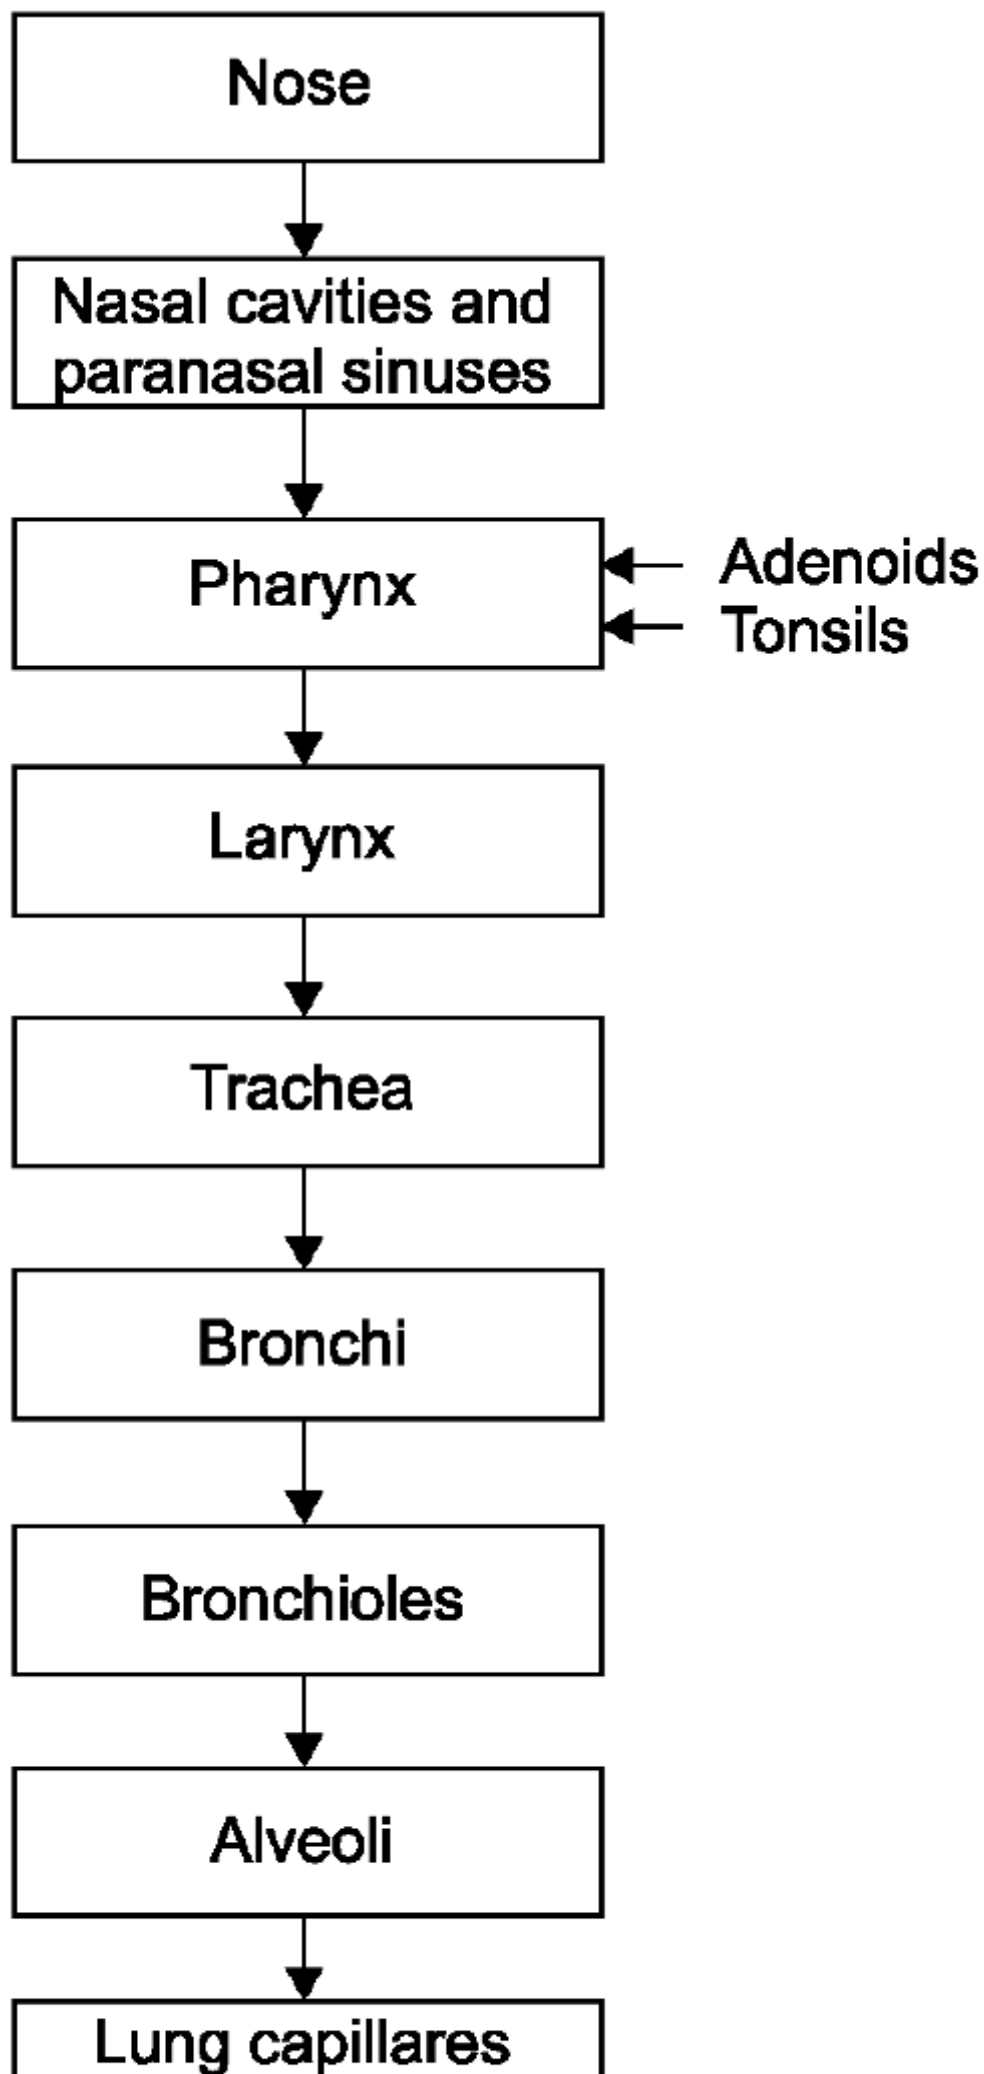 Nose
Nasal cavities and
paranasal sinuses
Pharynx
Adenoids
Tonsils
Larynx
Trachea
Bronchi
Bronchioles
Alveoli
Lung capillares